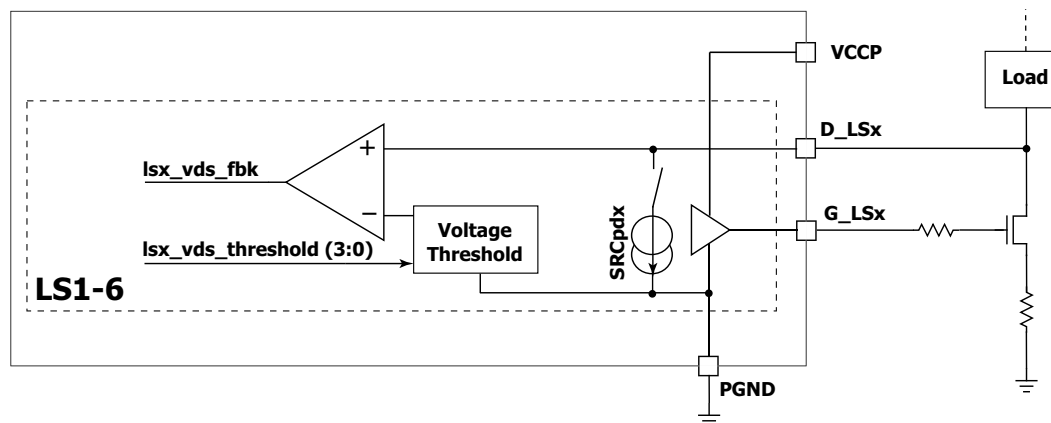 VCCP
Load
D_LSx
+
lsx_vds_fbk
−
G_LSx
Voltage
Threshold
SRCpdx
lsx_vds_threshold (3:0)
LS1-6
PGND